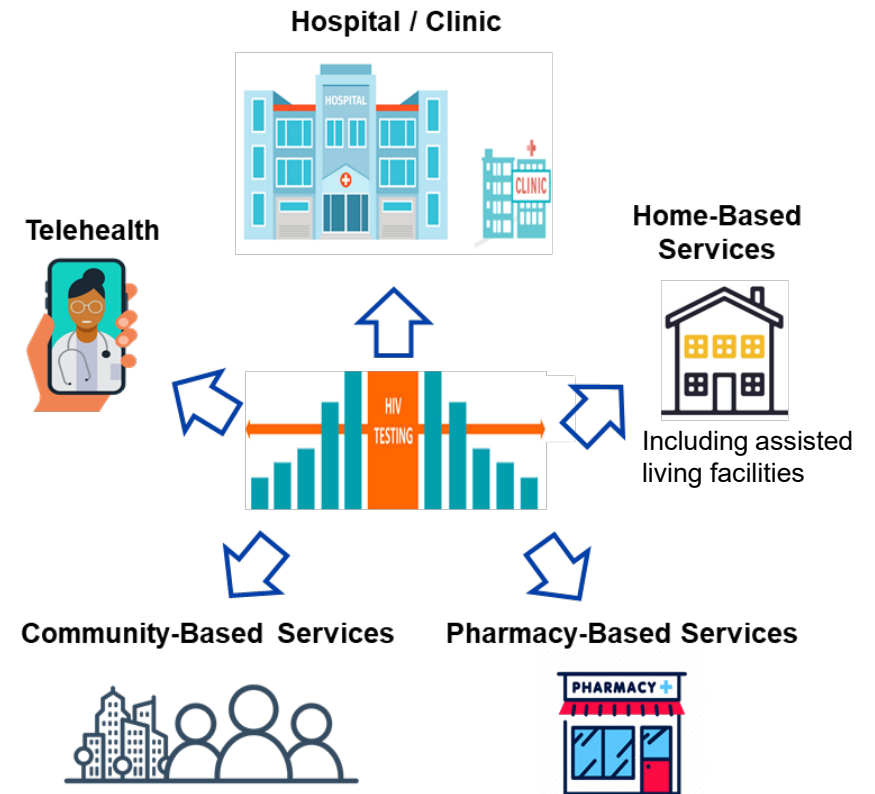 Hospital / Clinic
HOSPITAL
CLINIC
Telehealth
Home-Based
Services
Including assisted
living facilities
HIV
TESTING
Community-Based Services
Pharmacy-Based Services
PHARMACY